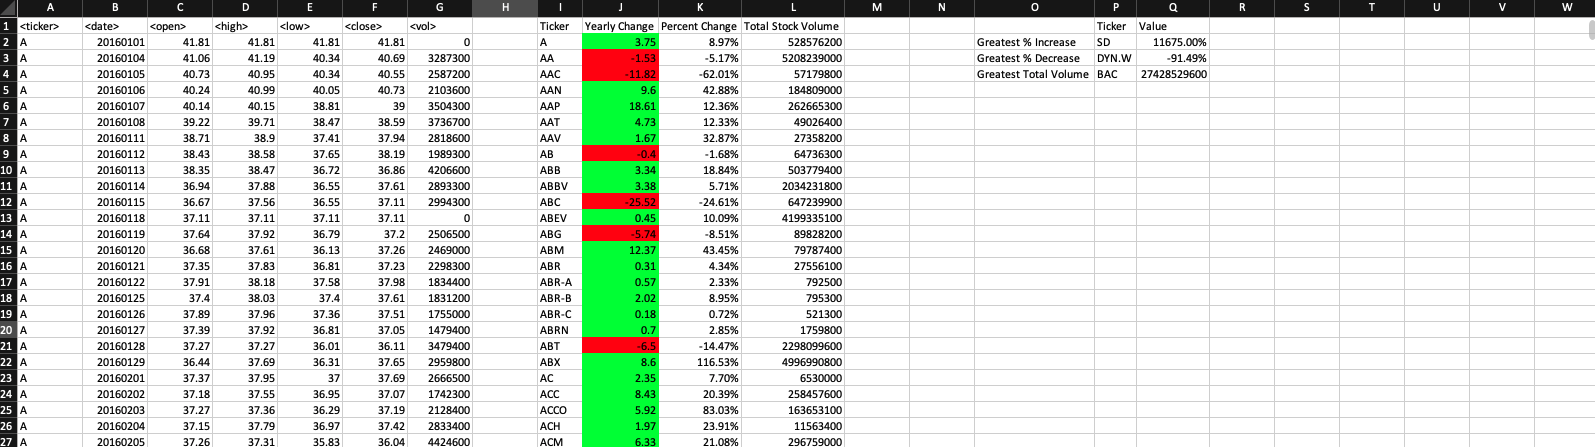 A B C D E F G H I J K L M N O P Q R S T U V W
1 <ticker> <date> <open> <high> <low> <close> <vol> Ticker Yearly Change Percent Change Total Stock Volume Ticker Value
2 A 20160101 41.81 41.81 41.81 41.81 0 A 3.75 8.97% 528576200 Greatest % Increase SD 11675.00%
3 A 20160104 41.06 41.19 40.34 40.69 3287300 AA -1.53 -5.17% 5208239000 Greatest % Decrease DYN.W -91.49%
4 A 20160105 40.73 40.95 40.34 40.55 2587200 AAC -11.82 -62.01% 57179800 Greatest Total Volume BAC 27428529600
5 A 20160106 40.24 40.99 40.05 40.73 2103600 AAN 9.6 42.88% 184809000
6 A 20160107 40.14 40.15 38.81 39 3504300 AAP 18.61 12.36% 262665300
7 A 20160108 39.22 39.71 38.47 38.59 3736700 AAT 4.73 12.33% 49026400
8 A 20160111 38.71 38.9 37.41 37.94 2818600 AAV 1.67 32.87% 27358200
9 A 20160112 38.43 38.58 37.65 38.19 1989300 AB -0.4 -1.68% 64736300
10 A 20160113 38.35 38.47 36.72 36.86 4206600 ABB 3.34 18.84% 503779400
11 A 20160114 36.94 37.88 36.55 37.61 2893300 ABBV 3.38 5.71% 2034231800
12 A 20160115 36.67 37.56 36.55 37.11 2994300 ABC -25.52 -24.61% 647239900
13 A 20160118 37.11 37.11 37.11 37.11 0 ABEV 0.45 10.09% 4199335100
14 A 20160119 37.64 37.92 36.79 37.2 2506500 ABG -5.74 -8.51% 89828200
15 A 20160120 36.68 37.61 36.13 37.26 2469000 ABM 12.37 43.45% 79787400
16 A 20160121 37.35 37.83 36.81 37.23 2298300 ABR 0.31 4.34% 27556100
17 A 20160122 37.91 38.18 37.58 37.98 1834400 ABR-A 0.57 2.33% 792500
18 A 20160125 37.4 38.03 37.4 37.61 1831200 ABR-B 2.02 8.95% 795300
19 A 20160126 37.89 37.96 37.36 37.51 1755000 ABR-C 0.18 0.72% 521300
20 A 20160127 37.39 37.92 36.81 37.05 1479400 ABRN 0.7 2.85% 1759800
21 A 20160128 37.27 37.27 36.01 36.11 3479400 ABT -6.5 -14.47% 2298099600
22 A 20160129 36.44 37.69 36.31 37.65 2959800 ABX 8.6 116.53% 4996990800
23 A 20160201 37.37 37.95 37 37.69 2666500 AC 2.35 7.70% 6530000
24 A 20160202 37.18 37.55 36.95 37.07 1742300 ACC 8.43 20.39% 258457600
25 A 20160203 37.27 37.36 36.29 37.19 2128400 ACCO 5.92 83.03% 163653100
26 A 20160204 37.15 37.79 36.97 37.42 2833400 ACH 1.97 23.91% 11563400
27 A 20160205 37.26 37.31 35.83 36.04 4424600 ACM 6.33 21.08% 296759000